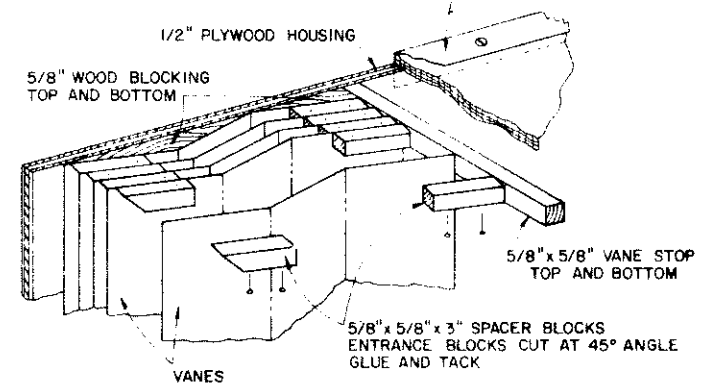 1/2" PLYWOOD HOUSING
5/8" WOOD BLOCKING
TOP AND BOTTOM
5/8" x 5/8" VANE STOP
TOP AND BOTTOM
5/8" x 5/8" x 3" SPACER BLOCKS
ENTRANCE BLOCKS CUT AT 45° ANGLE
GLUE AND TACK
VANES